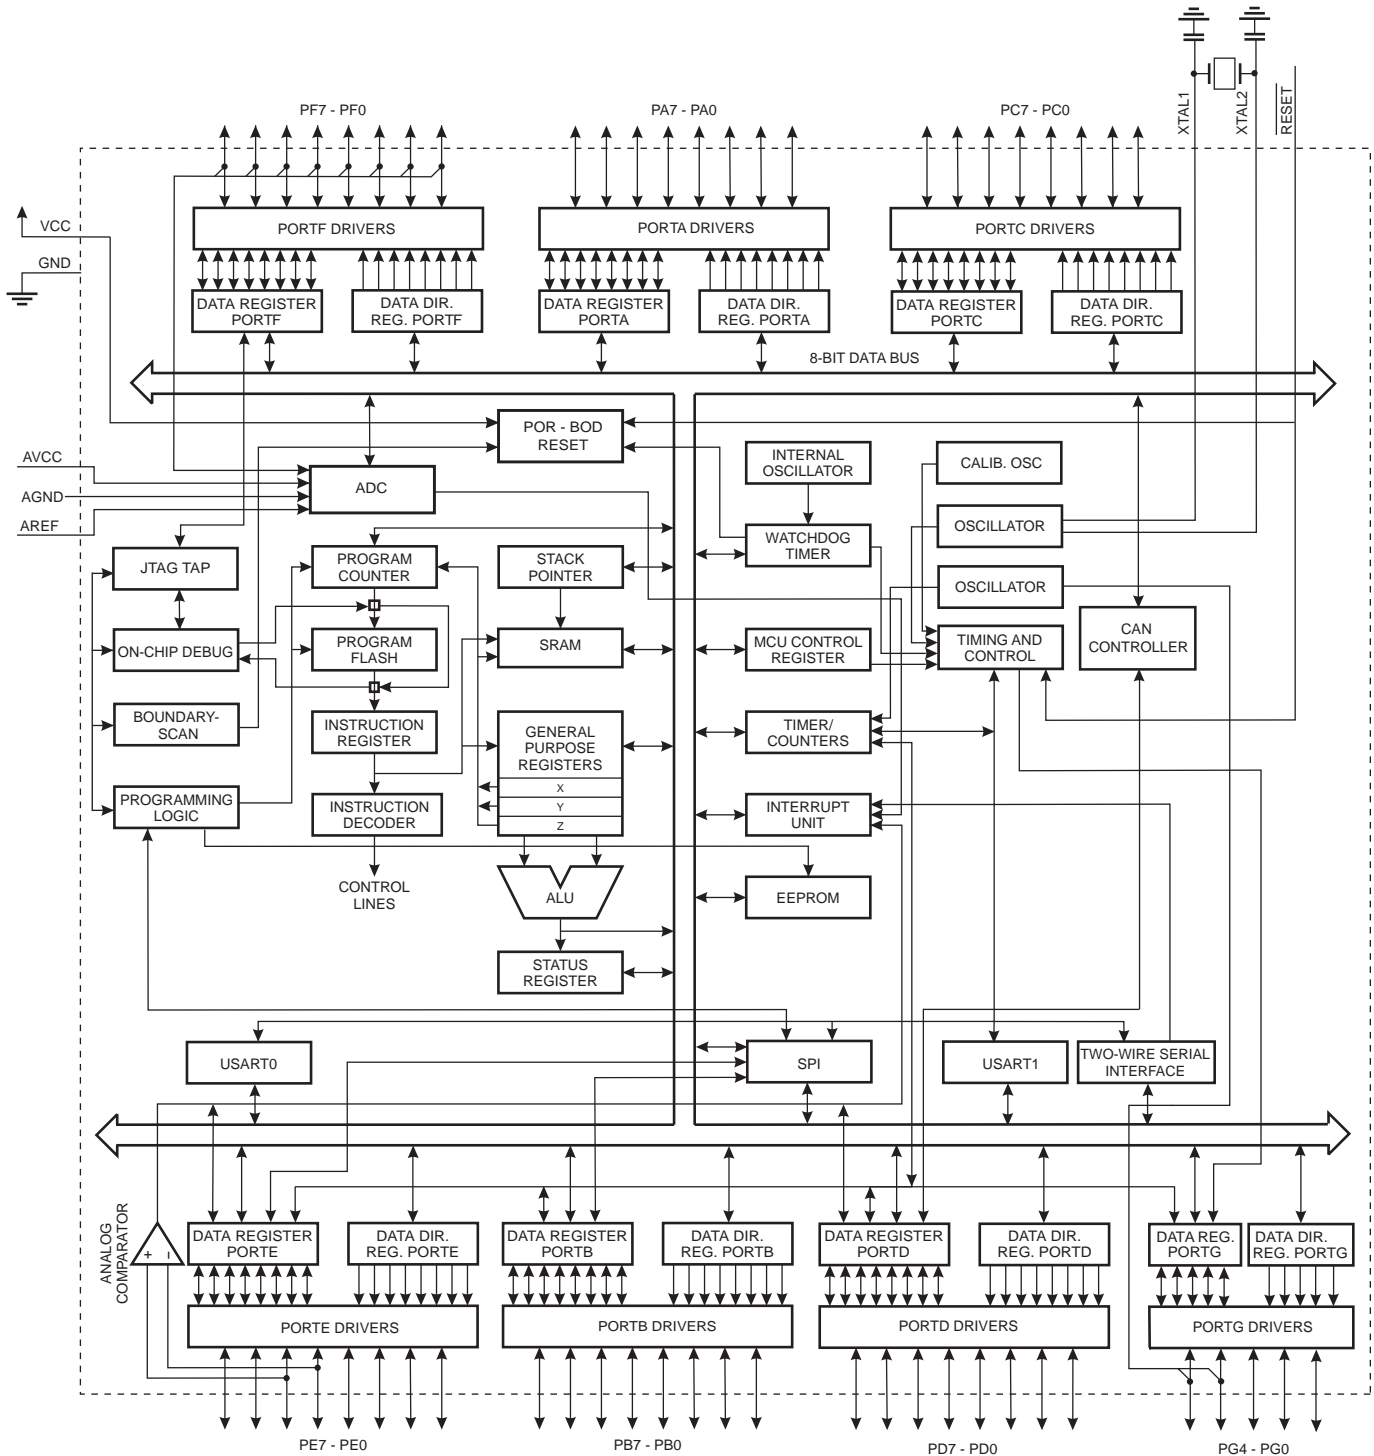 XTAL1
XTAL2
RESET
PF7 - PF0
PA7 - PA0
PC7 - PC0
VCC
GND
PORTF DRIVERS
PORTA DRIVERS
PORTC DRIVERS
DATA REGISTER
PORTF
DATA DIR.
REG. PORTF
DATA REGISTER
PORTA
DATA DIR.
REG. PORTA
DATA REGISTER
PORTC
DATA DIR.
REG. PORTC
8-BIT DATA BUS
POR - BOD
RESET
INTERNAL
OSCILLATOR
CALIB. OSC
AVCC
AGND
AREF
ADC
OSCILLATOR
WATCHDOG
TIMER
JTAG TAP
PROGRAM
COUNTER
STACK
POINTER
OSCILLATOR
ON-CHIP DEBUG
PROGRAM
FLASH
SRAM
MCU CONTROL
REGISTER
TIMING AND
CONTROL
CAN
CONTROLLER
BOUNDARY-
SCAN
INSTRUCTION
REGISTER
GENERAL
PURPOSE
REGISTERS
X
Y
Z
TIMER/
COUNTERS
PROGRAMMING
LOGIC
INSTRUCTION
DECODER
INTERRUPT
UNIT
CONTROL
LINES
ALU
EEPROM
STATUS
REGISTER
USART0
SPI
USART1
TWO-WIRE SERIAL
INTERFACE
ANALOG
COMPARATOR
+
-
DATA REGISTER
PORTE
DATA DIR.
REG. PORTE
DATA REGISTER
PORTB
DATA DIR.
REG. PORTB
DATA REGISTER
PORTD
DATA DIR.
REG. PORTD
DATA REG.
PORTG
DATA DIR.
REG. PORTG
PORTE DRIVERS
PORTB DRIVERS
PORTD DRIVERS
PORTG DRIVERS
PE7 - PE0
PB7 - PB0
PD7 - PD0
PG4 - PG0